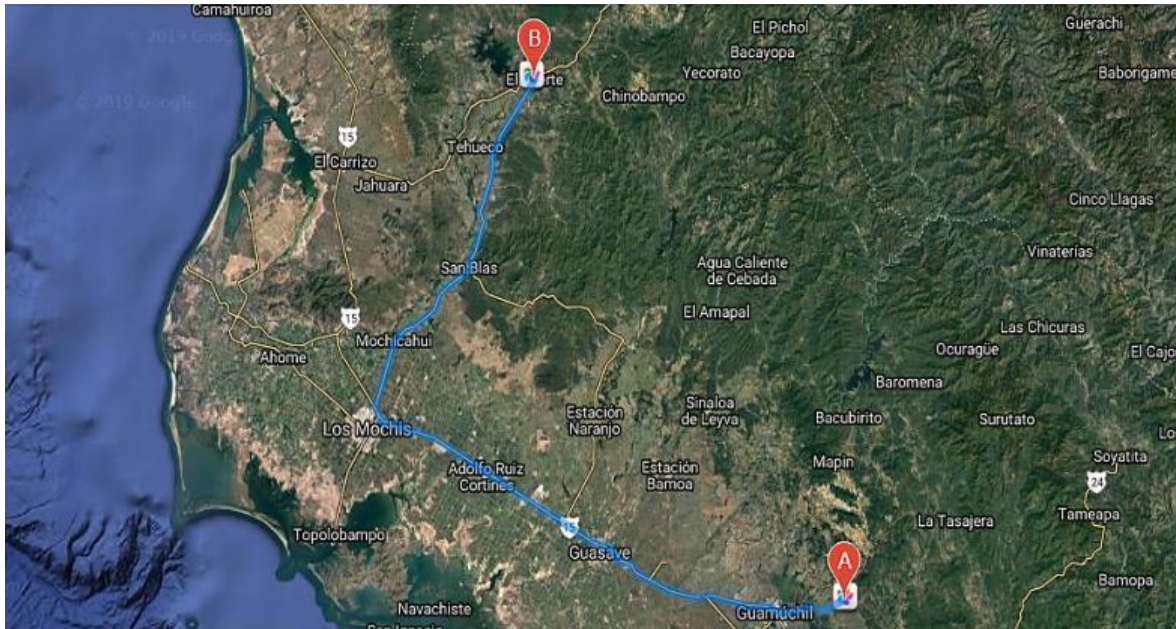 Camahuiroa
© 2019 Google
B
El Pichol
Guerachi
Bacayopa
Yecorato
Baborigame
© 2019 Google
Chinobampo
15
Tehueco
El Carrizo
Jahuara
Cinco Llagas
Vinaterías
San Blas
Agua Caliente
de Cebada
El Amapal
15
Las Chicuras
Mochicahui
Ocuragüe
El Cajo
Ahome
Baromena
Sinaloa
de Leyva
Estación
Naranjo
Bacubirito
Surutato
Los Mochis
Adolfo Ruiz
Cortines
Estación
Bamoa
Mapiri
Soyatita
24
La Tasajera
Tameapa
Topolobampo
15
Guasave
A
Bamopa
Navachiste
Guamúchil